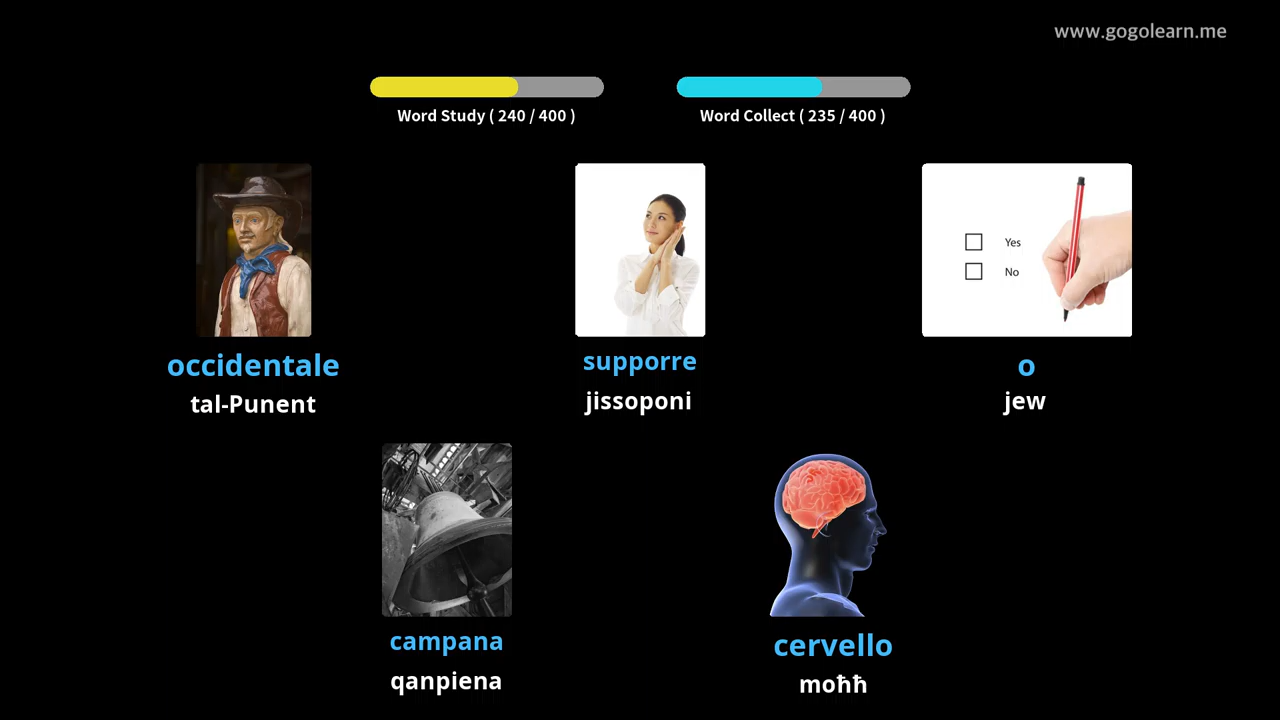 www.gogolearn.me
Word Study ( 240 / 400 )
Word Collect ( 235 / 400 )
Yes
No
occidentale
tal-Punent
supporre
jissoponi
o
jew
campana
qanpiena
cervello
moħħ